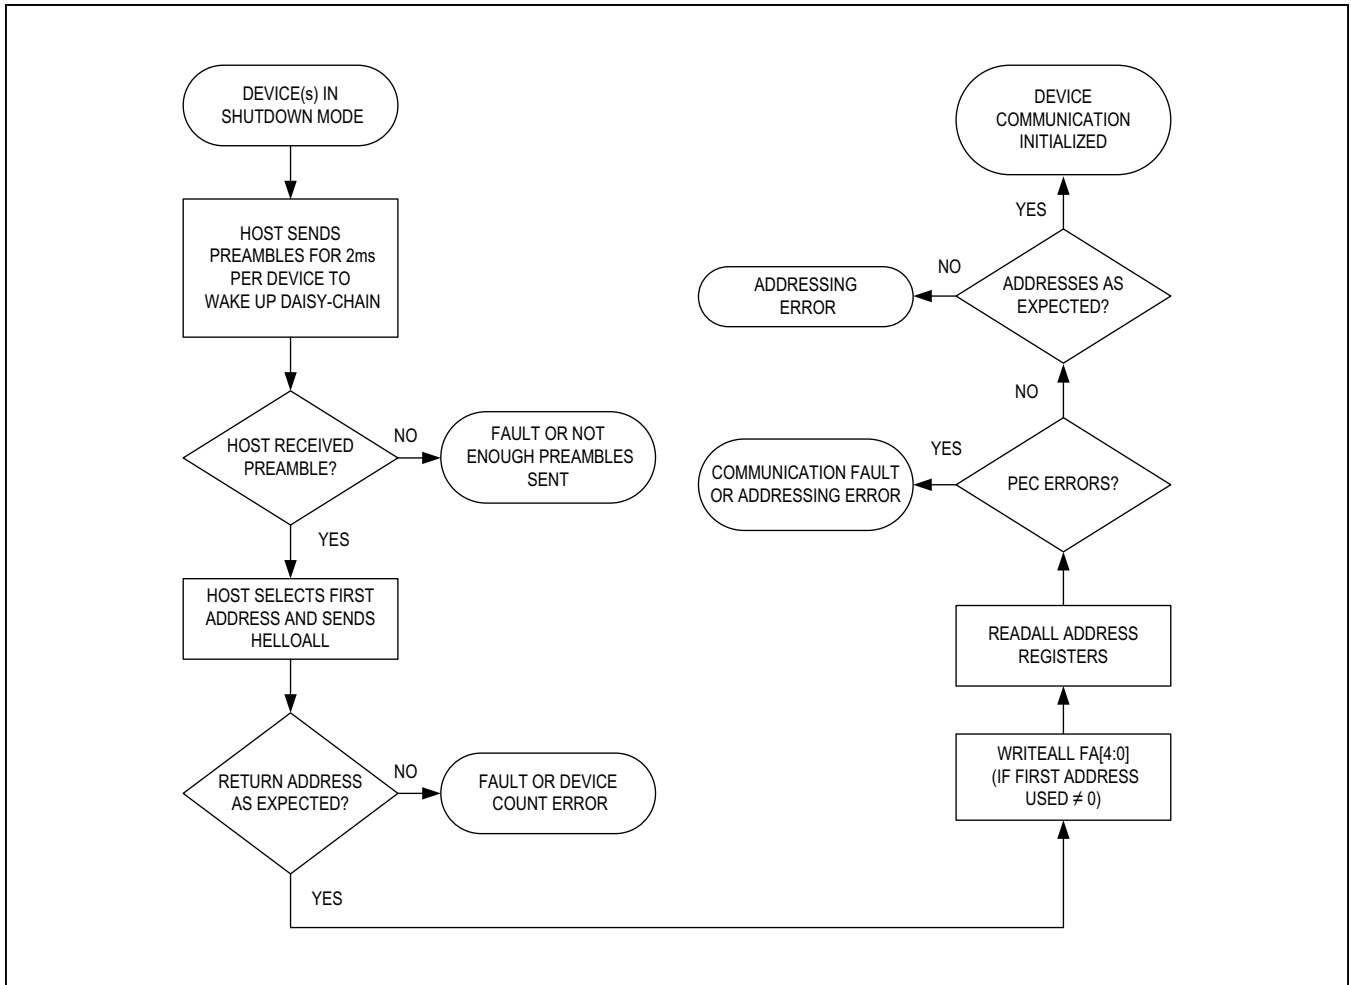 DEVICE(s) IN
SHUTDOWN MODE
HOST SENDS
PREAMBLES FOR 2ms
PER DEVICE TO
WAKE UP DAISY-CHAIN
HOST RECEIVED
PREAMBLE?
NO
FAULT OR NOT
ENOUGH PREAMBLES
SENT
YES
HOST SELECTS FIRST
ADDRESS AND SENDS
HELLOALL
RETURN ADDRESS
AS EXPECTED?
NO
FAULT OR DEVICE
COUNT ERROR
YES
WRITEALL FA[4:0]
(IF FIRST ADDRESS
USED ≠ 0)
READALL ADDRESS
REGISTERS
PEC ERRORS?
YES
COMMUNICATION FAULT
OR ADDRESSING ERROR
NO
ADDRESSES AS
EXPECTED?
NO
ADDRESSING
ERROR
YES
DEVICE
COMMUNICATION
INITIALIZED